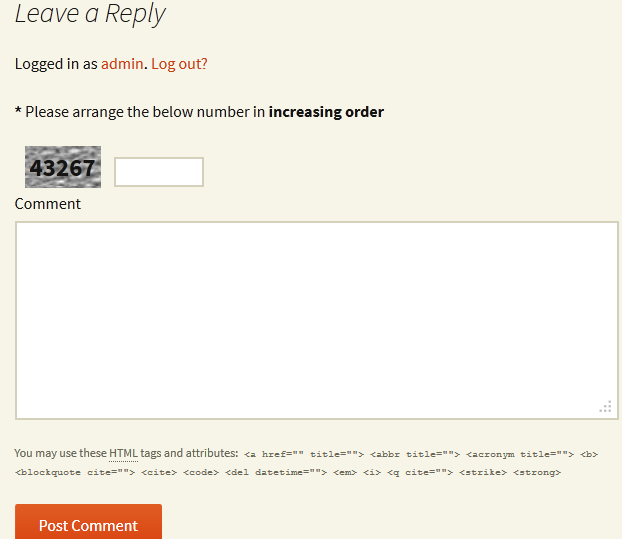 Leave a Reply
Logged in as admin. Log out?
* Please arrange the below number in increasing order
43267
Comment
You may use these HTML tags and attributes: <a href="" title=""> <abbr title=""> <acronym title=""> <b>
<blockquote cite=""> <cite> <code> <del datetime=""> <em> <i> <q cite=""> <strike> <strong>
Post Comment